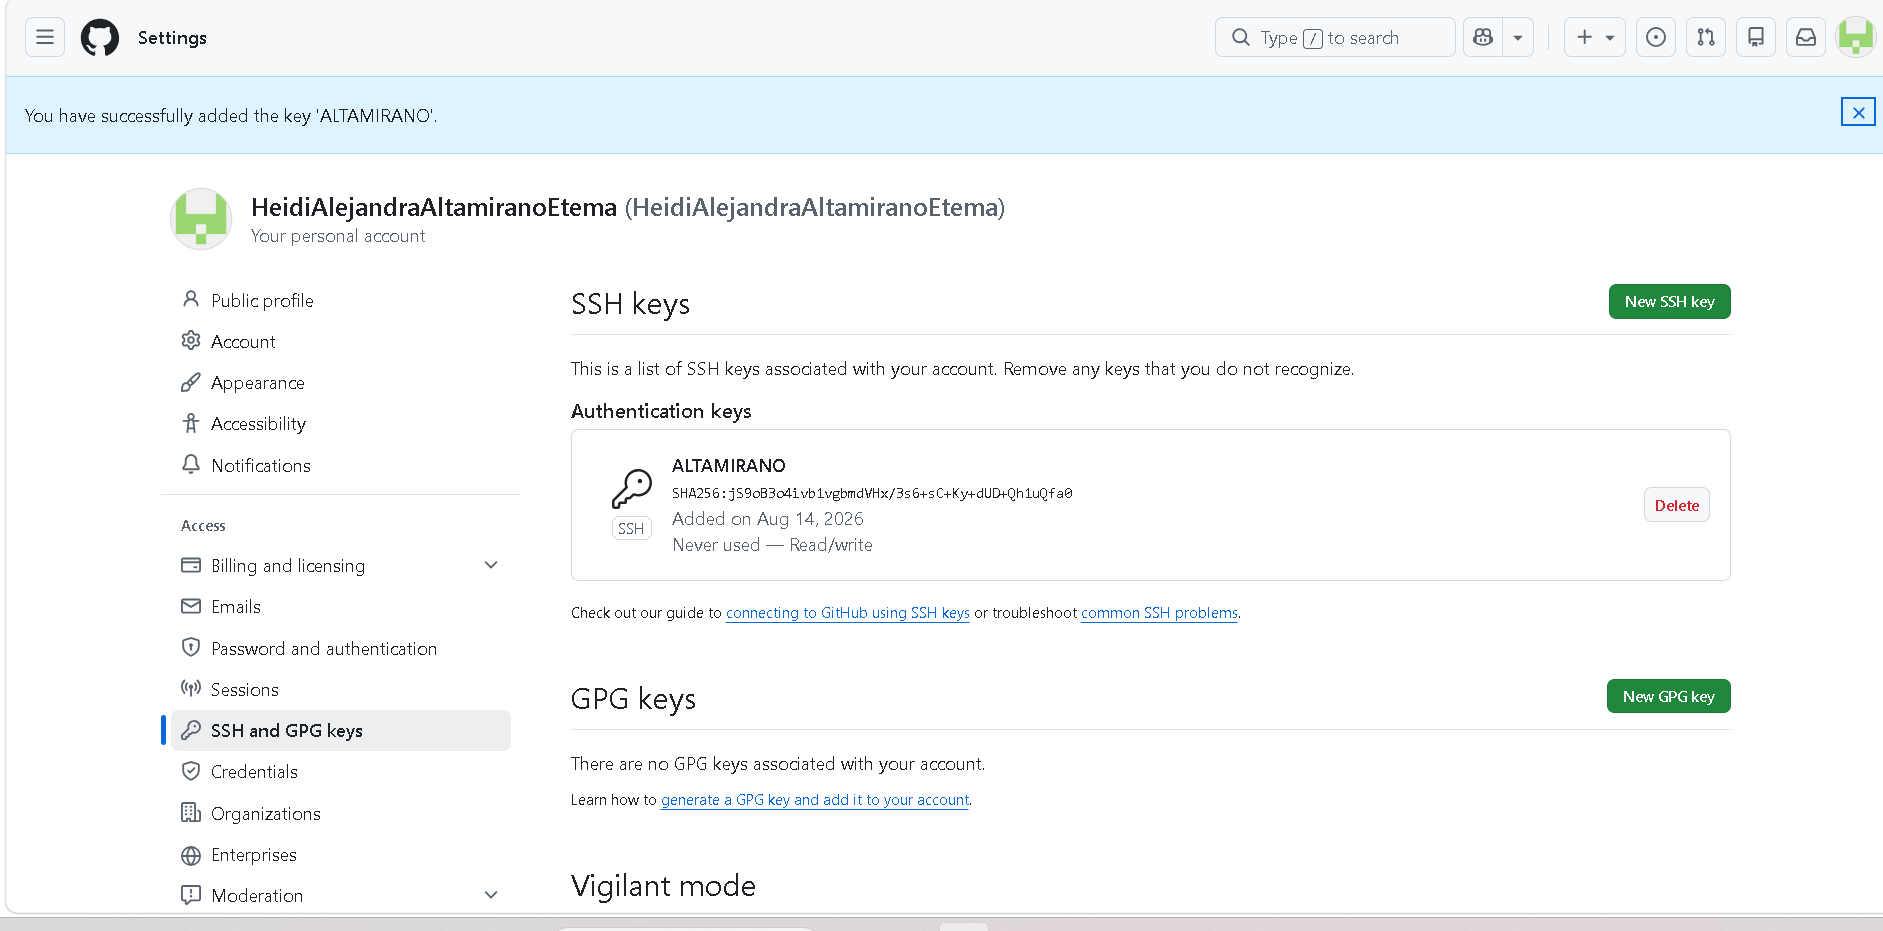 Settings
Type / to search
You have successfully added the key 'ALTAMIRANO'.
HeidiAlejandraAltamiranoEtema (HeidiAlejandraAltamiranoEtema)
Your personal account
Public profile
Account
Appearance
Accessibility
Notifications
Access
Billing and licensing
Emails
Password and authentication
Sessions
SSH and GPG keys
Credentials
Organizations
Enterprises
Moderation
SSH keys
New SSH key
This is a list of SSH keys associated with your account. Remove any keys that you do not recognize.
Authentication keys
ALTAMIRANO
SHA256:jS9oB3o4ivb1vgbmdVHx/3s6+sC+Ky+dUD+Qh1uQfa0
Added on Aug 14, 2026
Never used — Read/write
SSH
Delete
Check out our guide to connecting to GitHub using SSH keys or troubleshoot common SSH problems.
GPG keys
New GPG key
There are no GPG keys associated with your account.
Learn how to generate a GPG key and add it to your account.
Vigilant mode